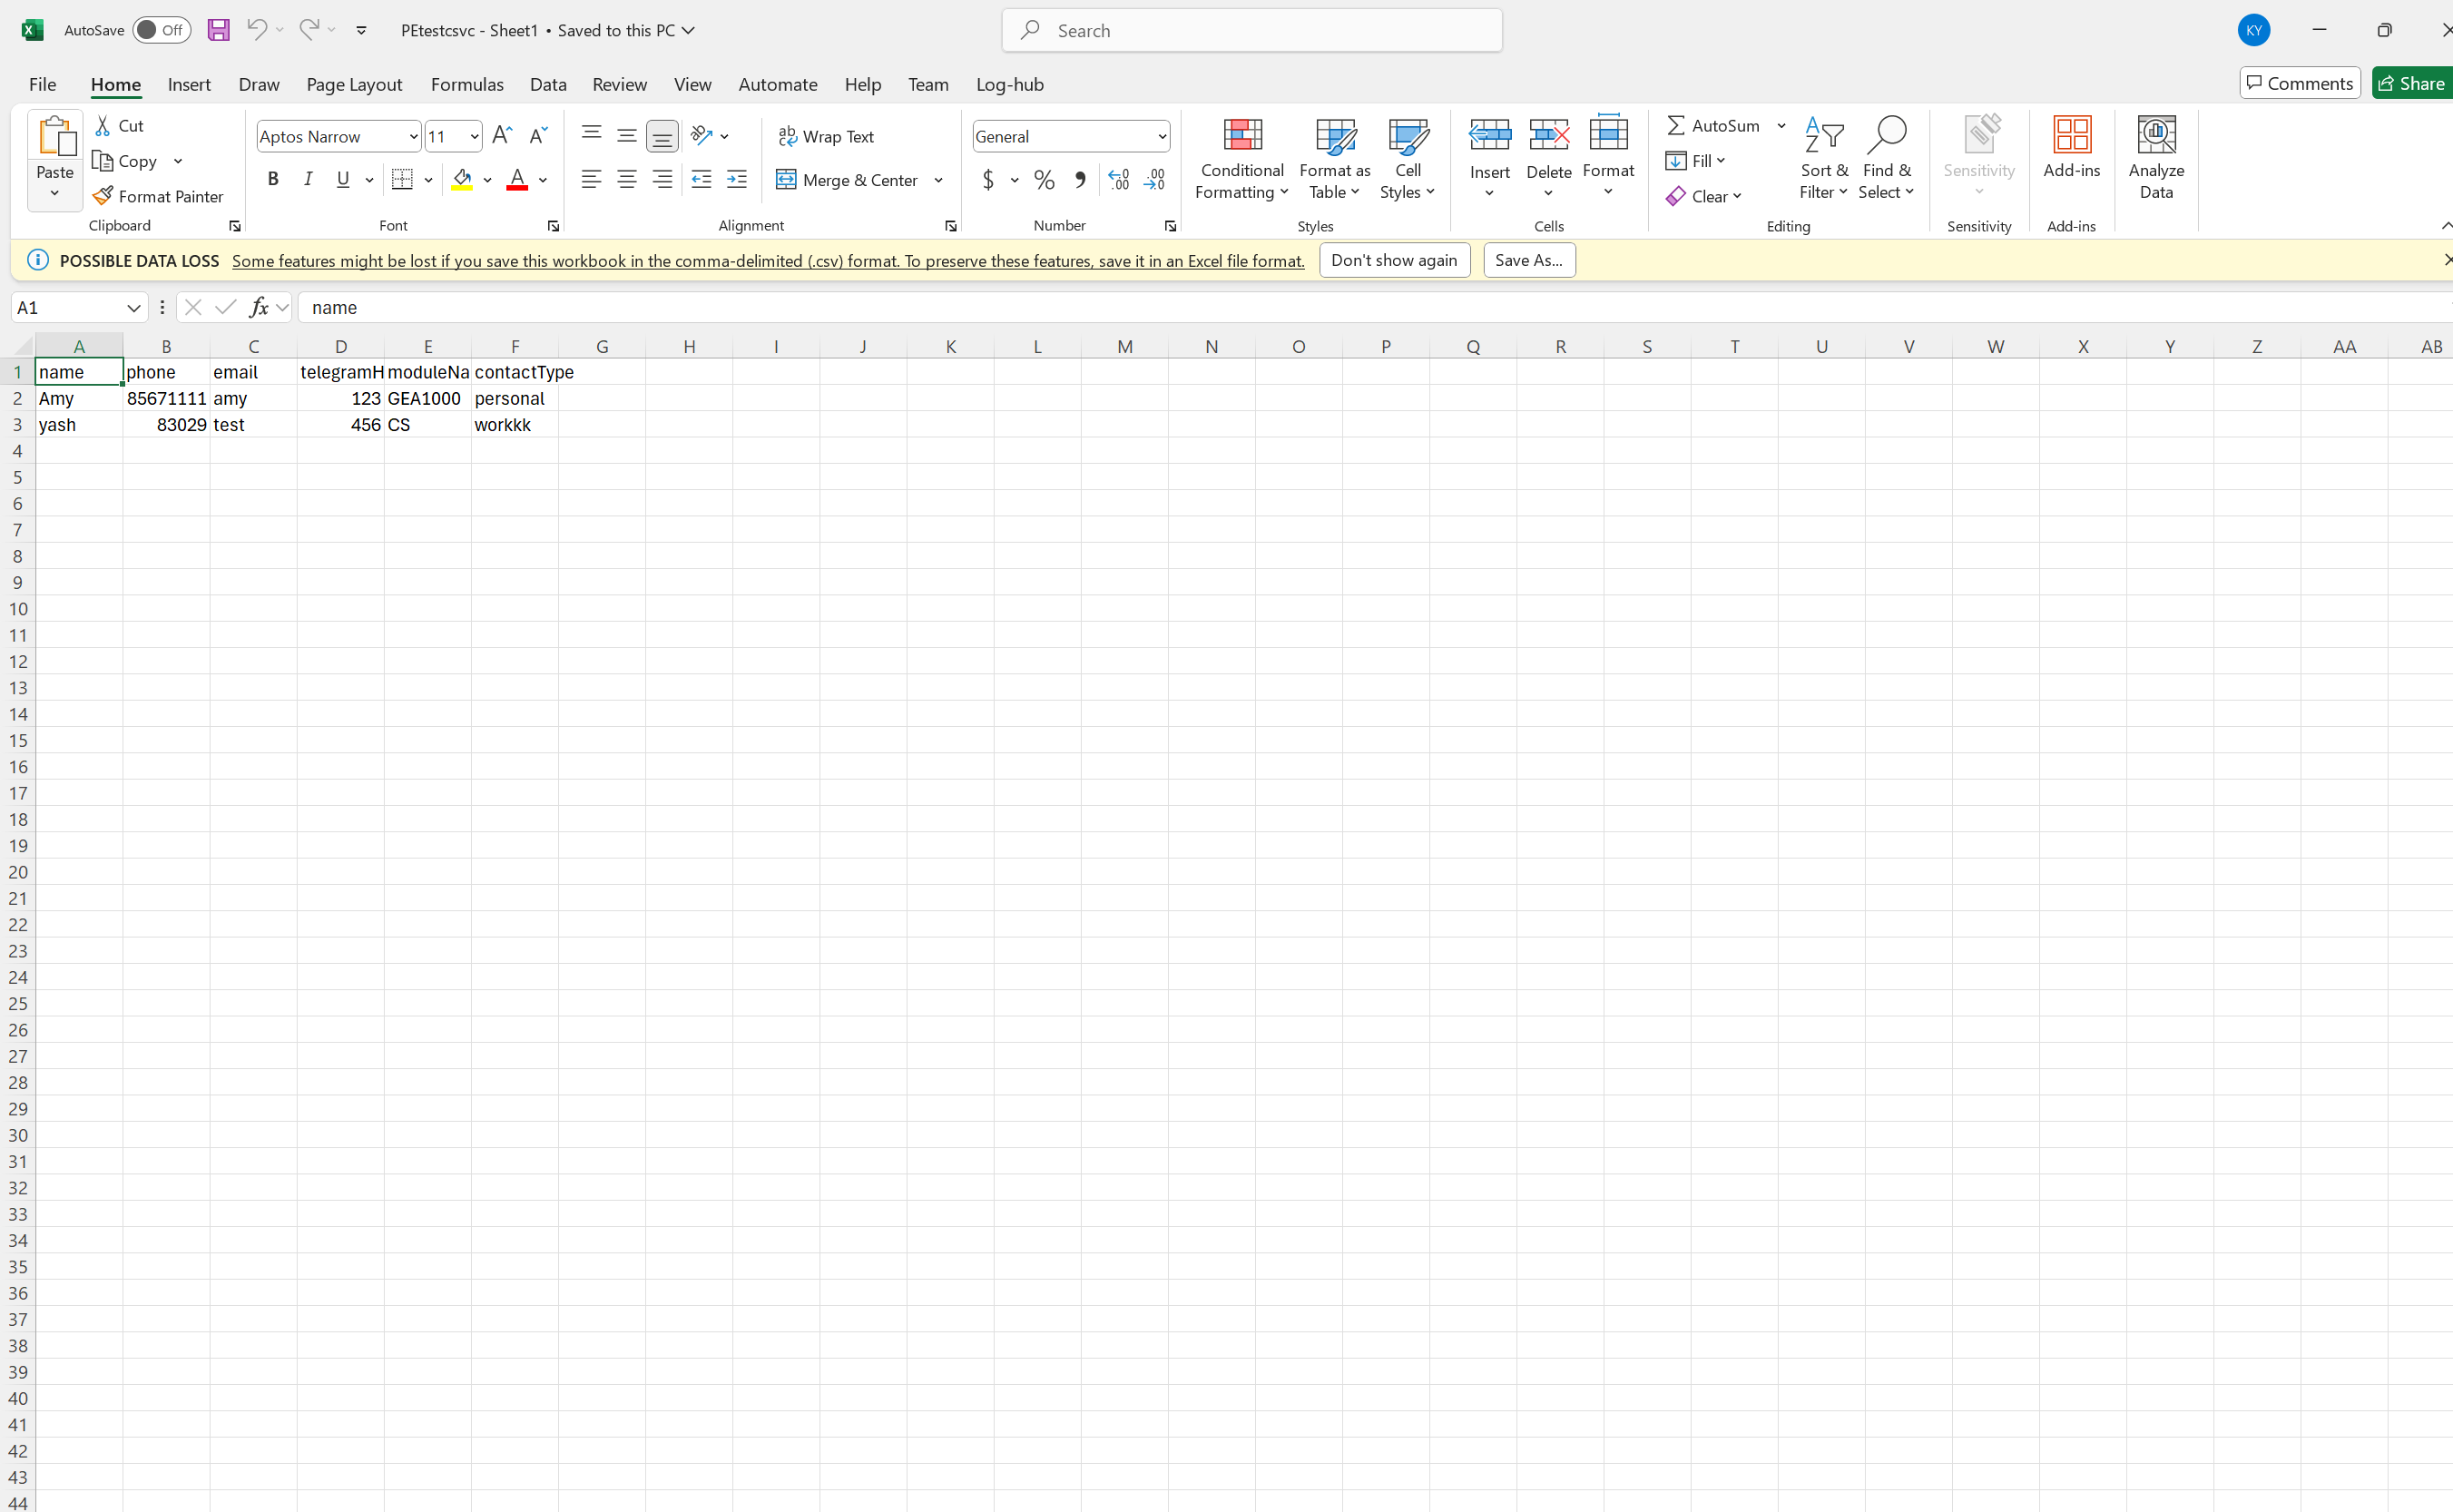 AutoSave Off PEtestcsvc - Sheet1 • Saved to this PC Search KY
File Home Insert Draw Page Layout Formulas Data Review View Automate Help Team Log-hub Comments Share
Paste Cut Copy Format Painter Clipboard
Aptos Narrow 11 B I U A Font
Wrap Text Merge & Center Alignment
General $ % Number
Conditional Formatting Format as Table Cell Styles Styles
Insert Delete Format Cells
AutoSum Fill Clear Sort & Filter Find & Select Editing
Sensitivity Sensitivity
Add-ins Add-ins
Analyze Data
POSSIBLE DATA LOSS Some features might be lost if you save this workbook in the comma-delimited (.csv) format. To preserve these features, save it in an Excel file format. Don't show again Save As...
A1 fx name
A B C D E F G H I J K L M N O P Q R S T U V W X Y Z AA AB
1 name phone email telegramH moduleNa contactType
2 Amy 85671111 amy 123 GEA1000 personal
3 yash 83029 test 456 CS workkk
4
5
6
7
8
9
10
11
12
13
14
15
16
17
18
19
20
21
22
23
24
25
26
27
28
29
30
31
32
33
34
35
36
37
38
39
40
41
42
43
44